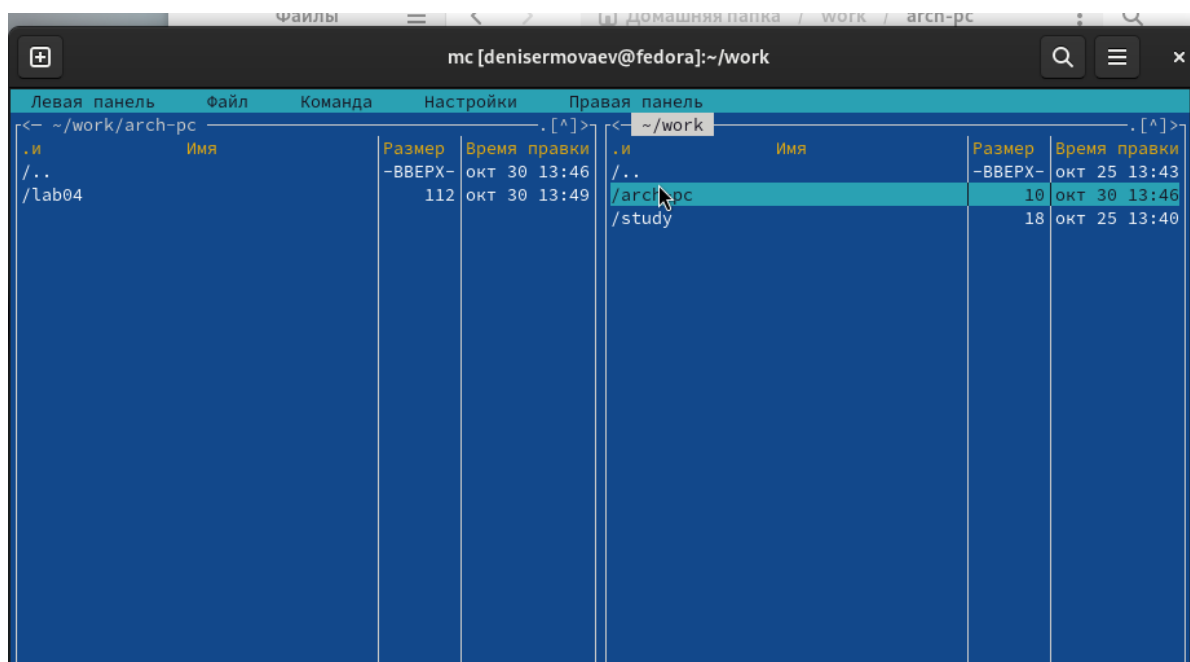 Файлы Домашняя папка / work / arch-pc
mc [denisermovaev@fedora]:~/work
Левая панель Файл Команда Настройки Правая панель
<— ~/work/arch-pc .[^]> <— ~/work .[^]>
.и Имя Размер Время правки .и Имя Размер Время правки
/.. -ВВЕРХ- окт 30 13:46 /.. -ВВЕРХ- окт 25 13:43
/lab04 112 окт 30 13:49 /arch-pc 10 окт 30 13:46
/study 18 окт 25 13:40